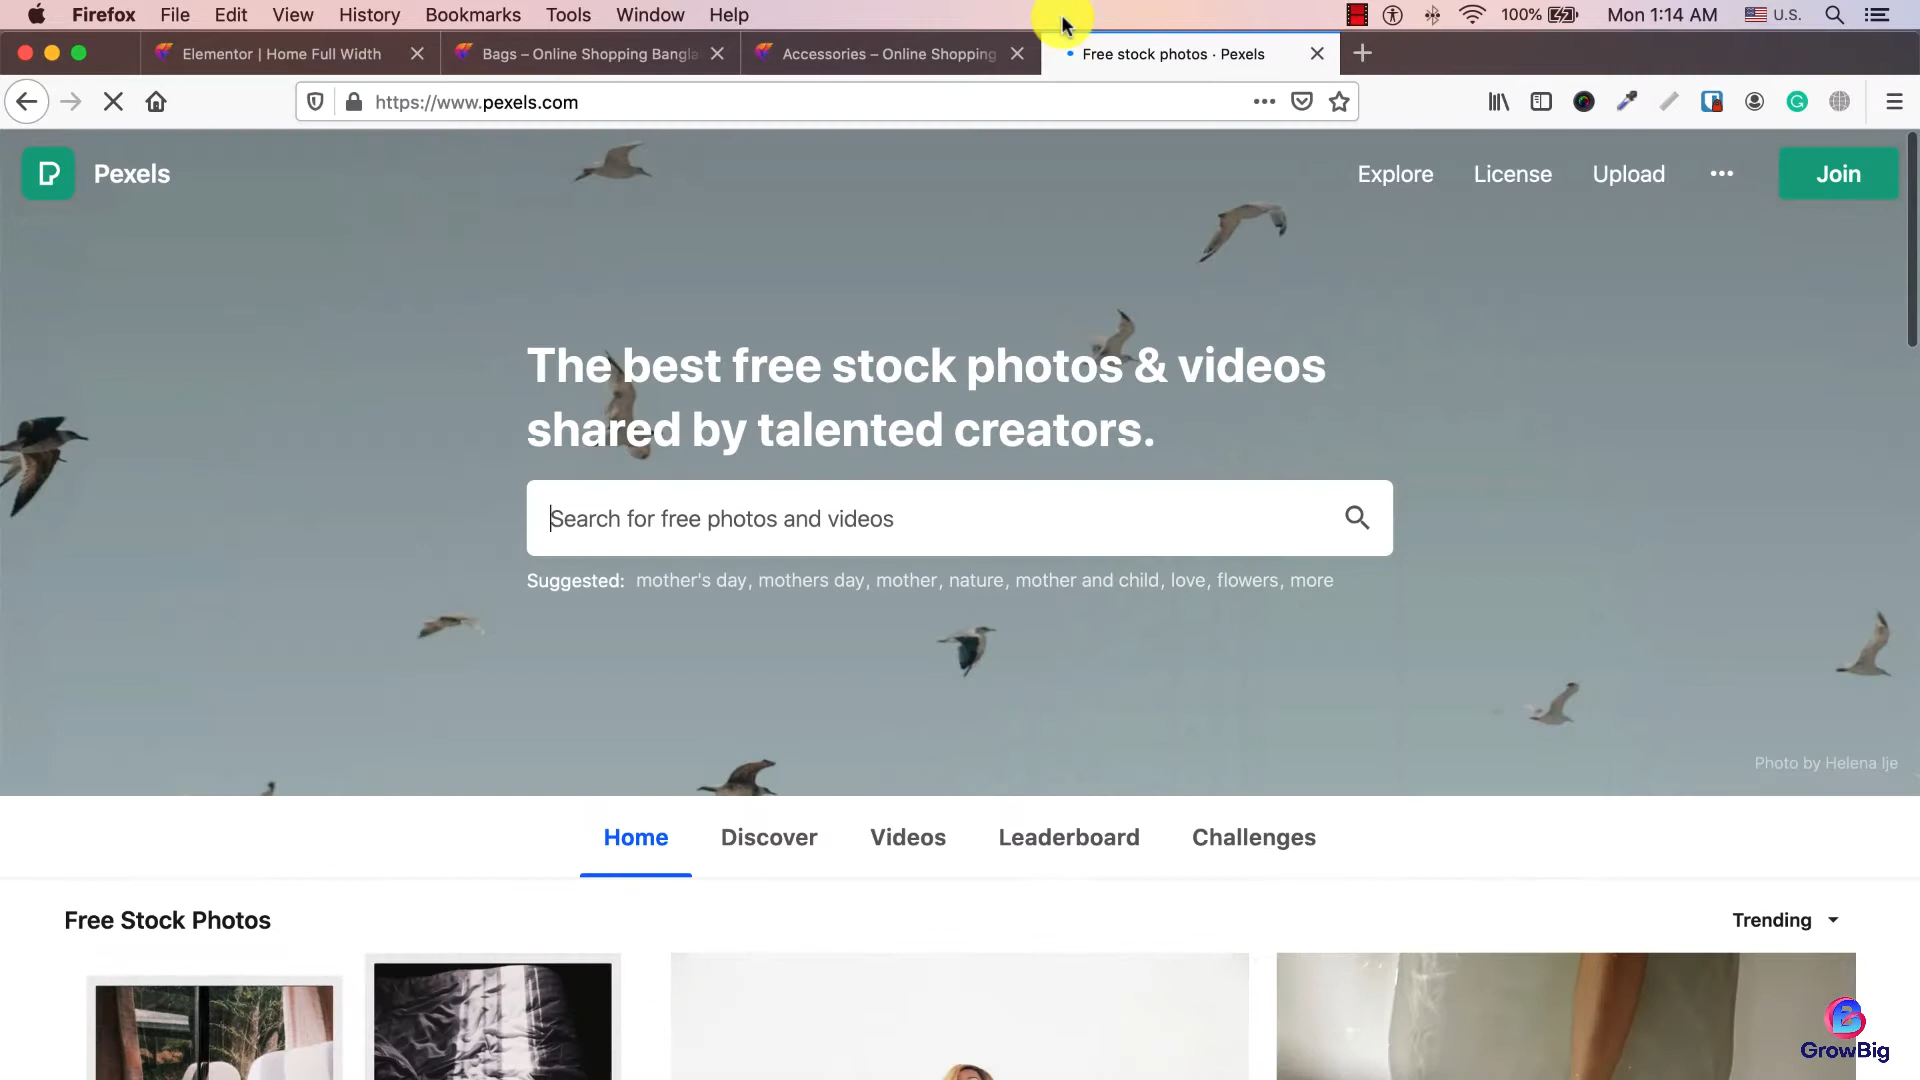 Firefox File Edit View History Bookmarks Tools Window Help 100% Mon 1:14 AM U.S.
Elementor | Home Full Width Bags – Online Shopping Bangla Accessories – Online Shopping Free stock photos · Pexels
https://www.pexels.com
Pexels Explore License Upload Join
The best free stock photos & videos
shared by talented creators.
Search for free photos and videos
Suggested: mother's day, mothers day, mother, nature, mother and child, love, flowers, more
Photo by Helena Ije
Home Discover Videos Leaderboard Challenges
Free Stock Photos Trending
GrowBig